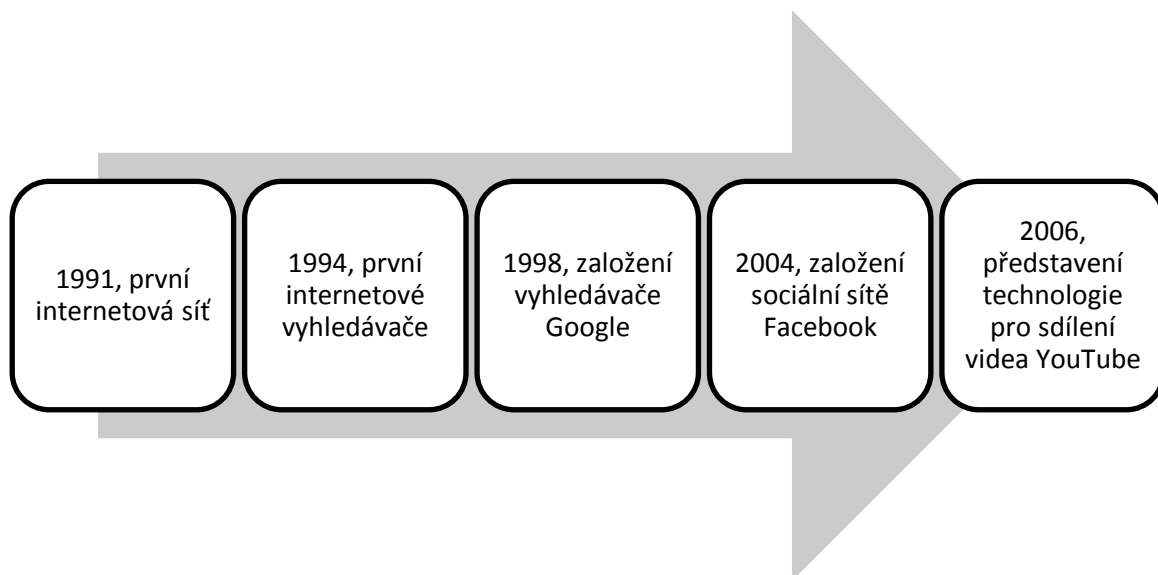 1991, první
internetová síť
1994, první
internetové
vyhledávače
1998, založení
vyhledávače
Google
2004, založení
sociální sítě
Facebook
2006,
představení
technologie
pro sdílení
videa YouTube